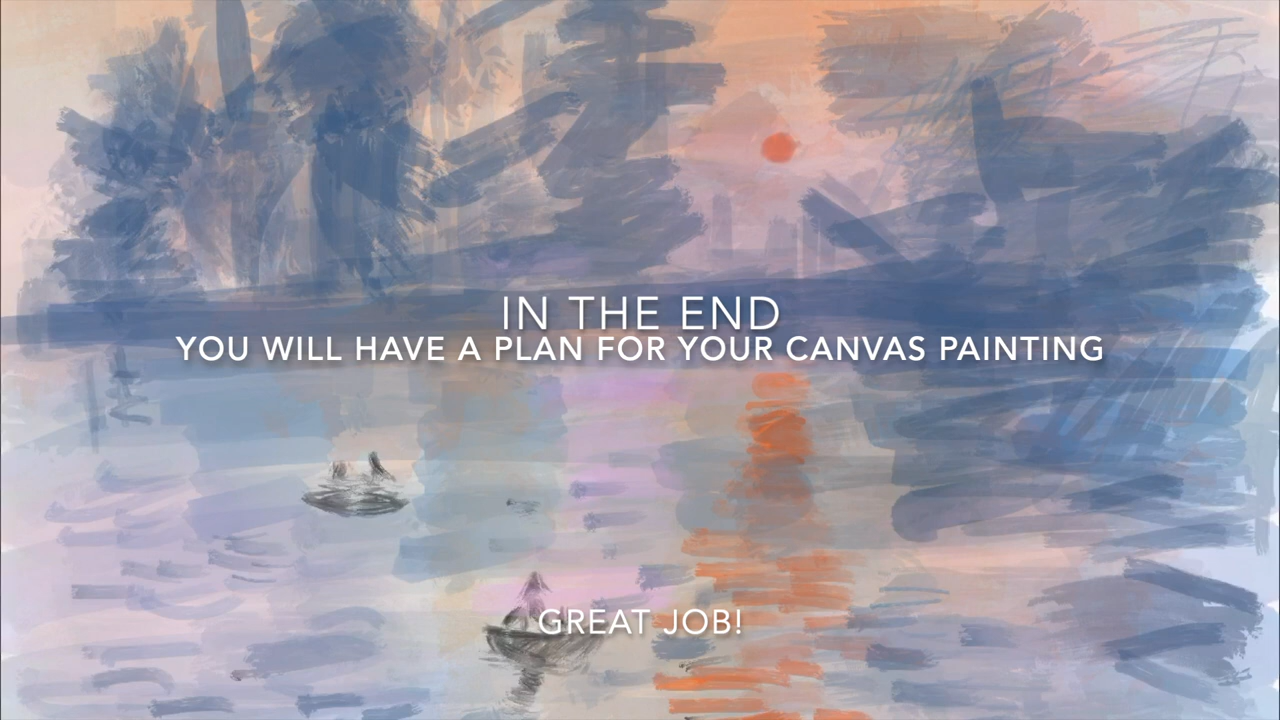 IN THE END
YOU WILL HAVE A PLAN FOR YOUR CANVAS PAINTING
GREAT JOB!